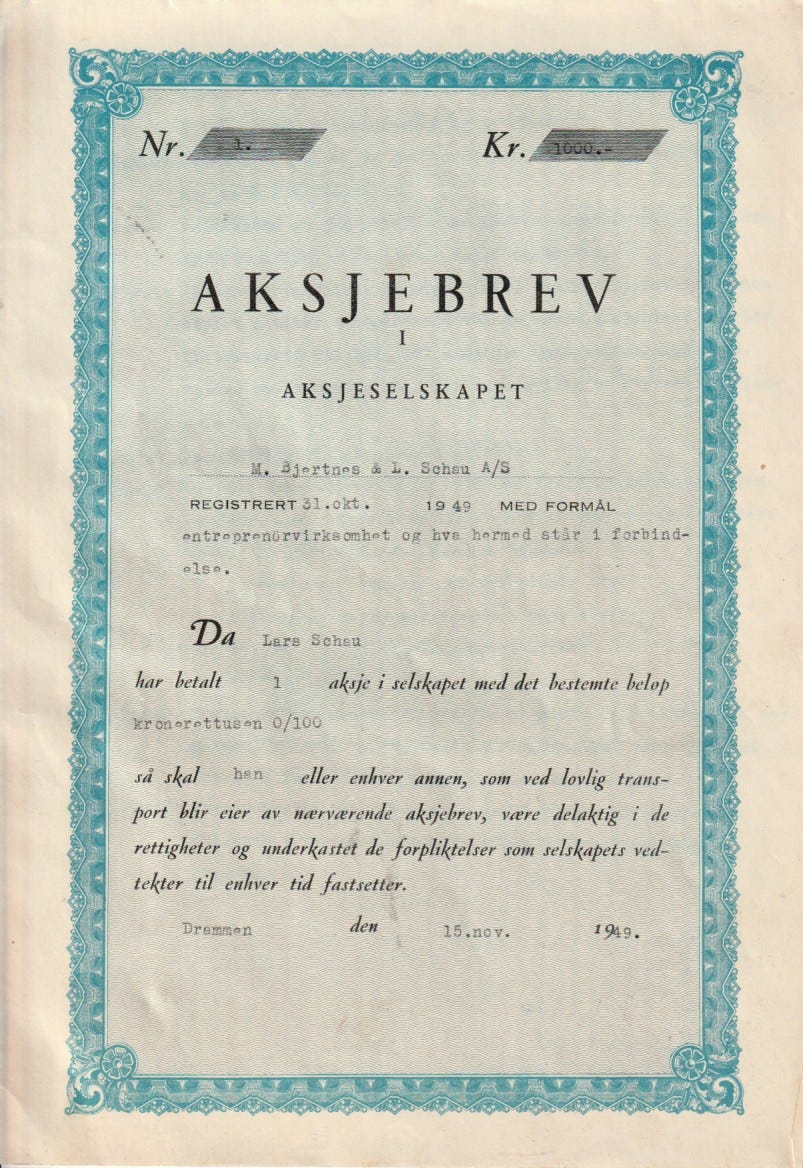 Nr. 1. Kr. 1000.-
AKSJEBREV
I
AKSJESELSKAPET
M. Bjertnes & L. Schau A/S
REGISTRERT 31.okt. 1949 MED FORMÅL
entreprenörvirksomhet og hva hermed står i forbind-
else.
Da Lars Schau
har betalt 1 aksje i selskapet med det bestemte beløp
kronerettusen 0/100
så skal han eller enhver annen, som ved lovlig trans-
port blir eier av nærværende aksjebrev, være delaktig i de
rettigheter og underkastet de forpliktelser som selskapets ved-
tekter til enhver tid fastsetter.
Drammen den 15.nov. 1949.